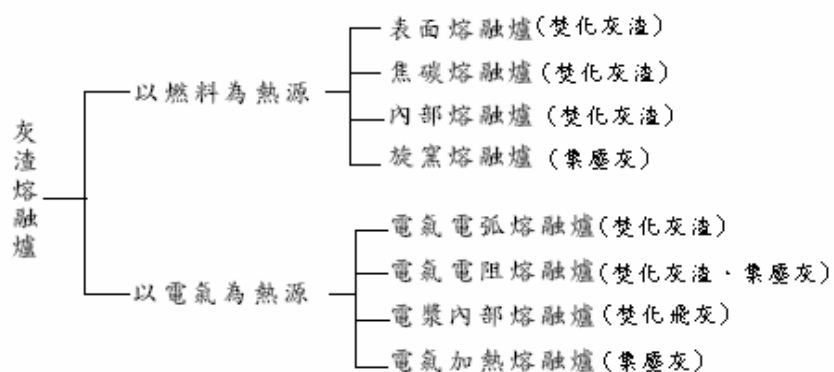 灰渣熔融爐
以燃料為熱源
表面熔融爐(焚化灰渣)
焦碳熔融爐(焚化灰渣)
內部熔融爐(焚化灰渣)
旋窯熔融爐(集塵灰)
以電氣為熱源
電氣電弧熔融爐(焚化灰渣)
電氣電阻熔融爐(焚化灰渣、集塵灰)
電漿內部熔融爐(焚化飛灰)
電氣加熱熔融爐(集塵灰)